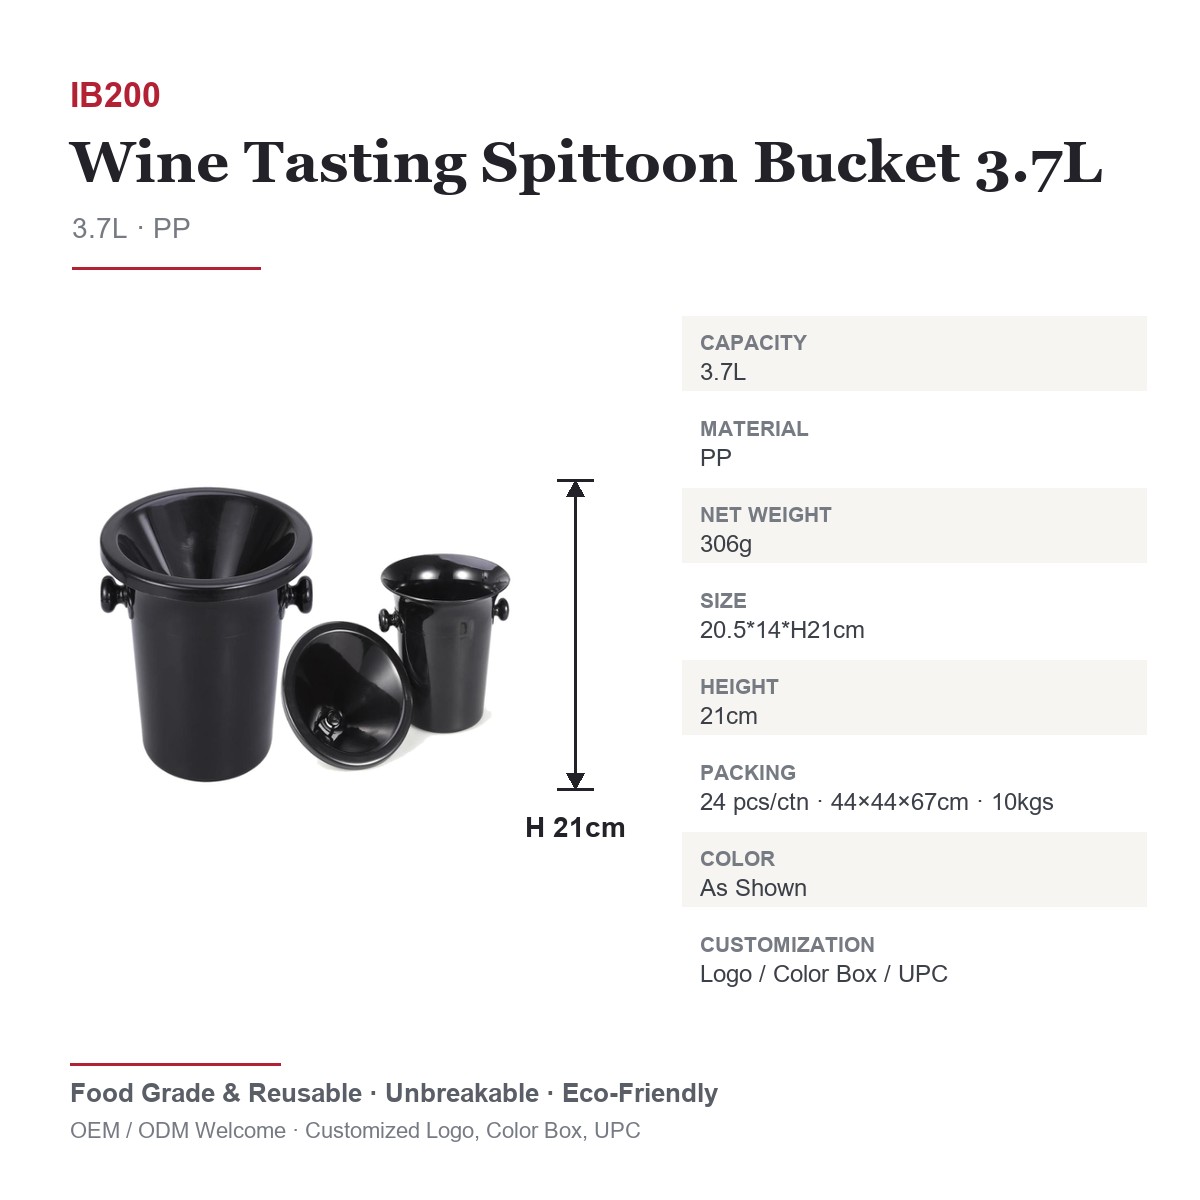 IB200
Wine Tasting Spittoon Bucket 3.7L
3.7L · PP
CAPACITY
3.7L
MATERIAL
PP
NET WEIGHT
306g
SIZE
20.5*14*H21cm
HEIGHT
21cm
PACKING
24 pcs/ctn · 44×44×67cm · 10kgs
COLOR
As Shown
CUSTOMIZATION
Logo / Color Box / UPC
H 21cm
Food Grade & Reusable · Unbreakable · Eco-Friendly
OEM / ODM Welcome · Customized Logo, Color Box, UPC